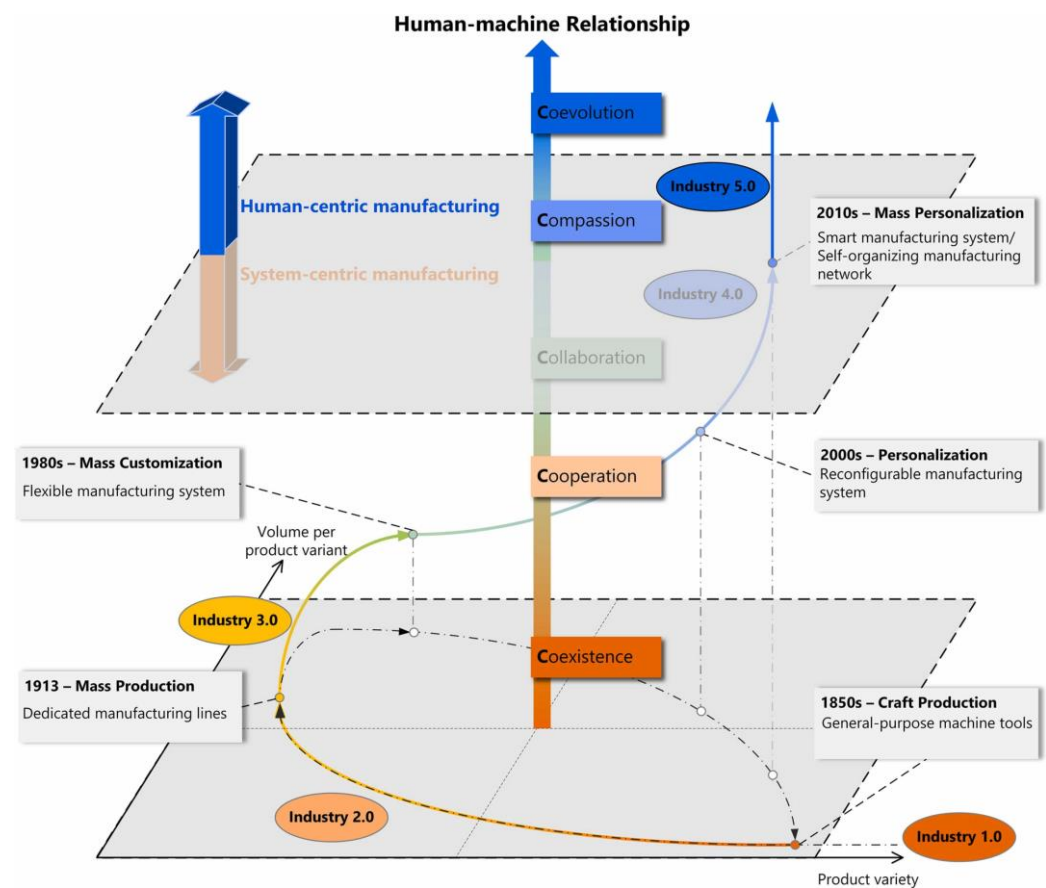 Human-machine Relationship
Coevolution
Industry 5.0
Human-centric manufacturing
Compassion
2010s – Mass Personalization
Smart manufacturing system/
Self-organizing manufacturing
network
System-centric manufacturing
Industry 4.0
Collaboration
1980s – Mass Customization
Flexible manufacturing system
Cooperation
2000s – Personalization
Reconfigurable manufacturing
system
Volume per
product variant
Industry 3.0
Coexistence
1913 – Mass Production
Dedicated manufacturing lines
1850s – Craft Production
General-purpose machine tools
Industry 2.0
Industry 1.0
Product variety